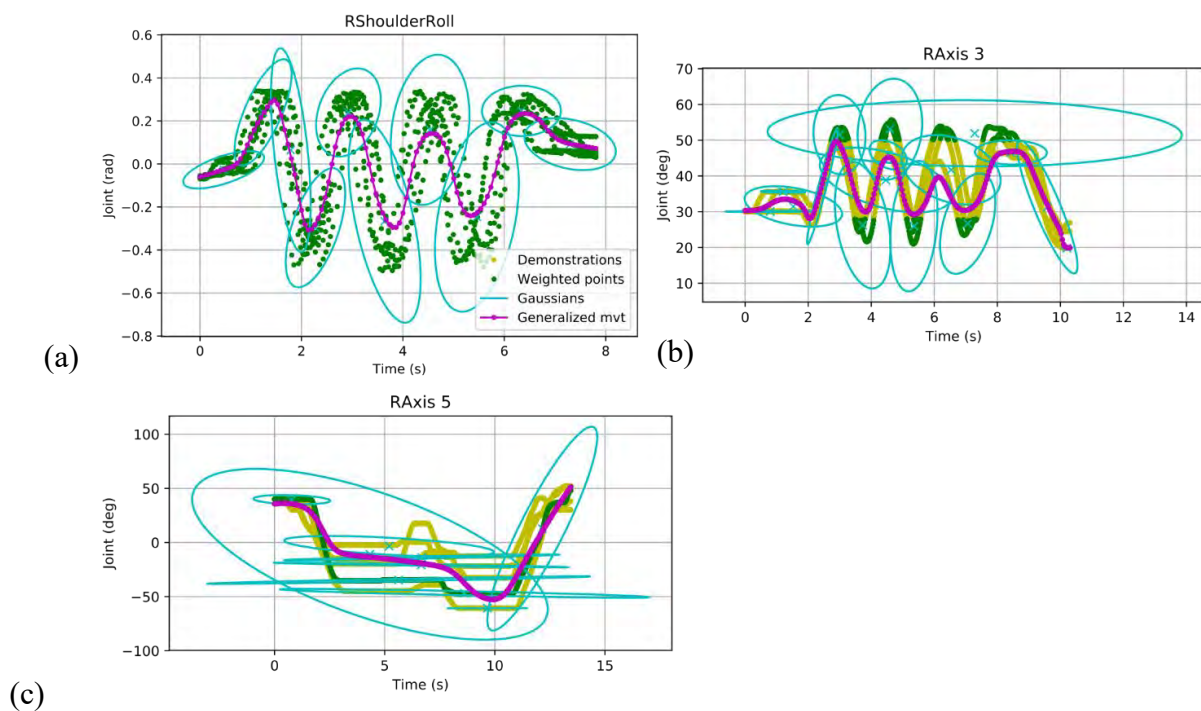 RShoulderRoll
0.6
0.4
0.2
0.0
−0.2
−0.4
−0.6
−0.8
Joint (rad)
Demonstrations
Weighted points
Gaussians
Generalized mvt
0 2 4 6 8
Time (s)
(a)
RAxis 3
70
60
50
40
30
20
10
Joint (deg)
0 2 4 6 8 10 12 14
Time (s)
(b)
RAxis 5
100
50
0
−50
−100
Joint (deg)
0 5 10 15
Time (s)
(c)